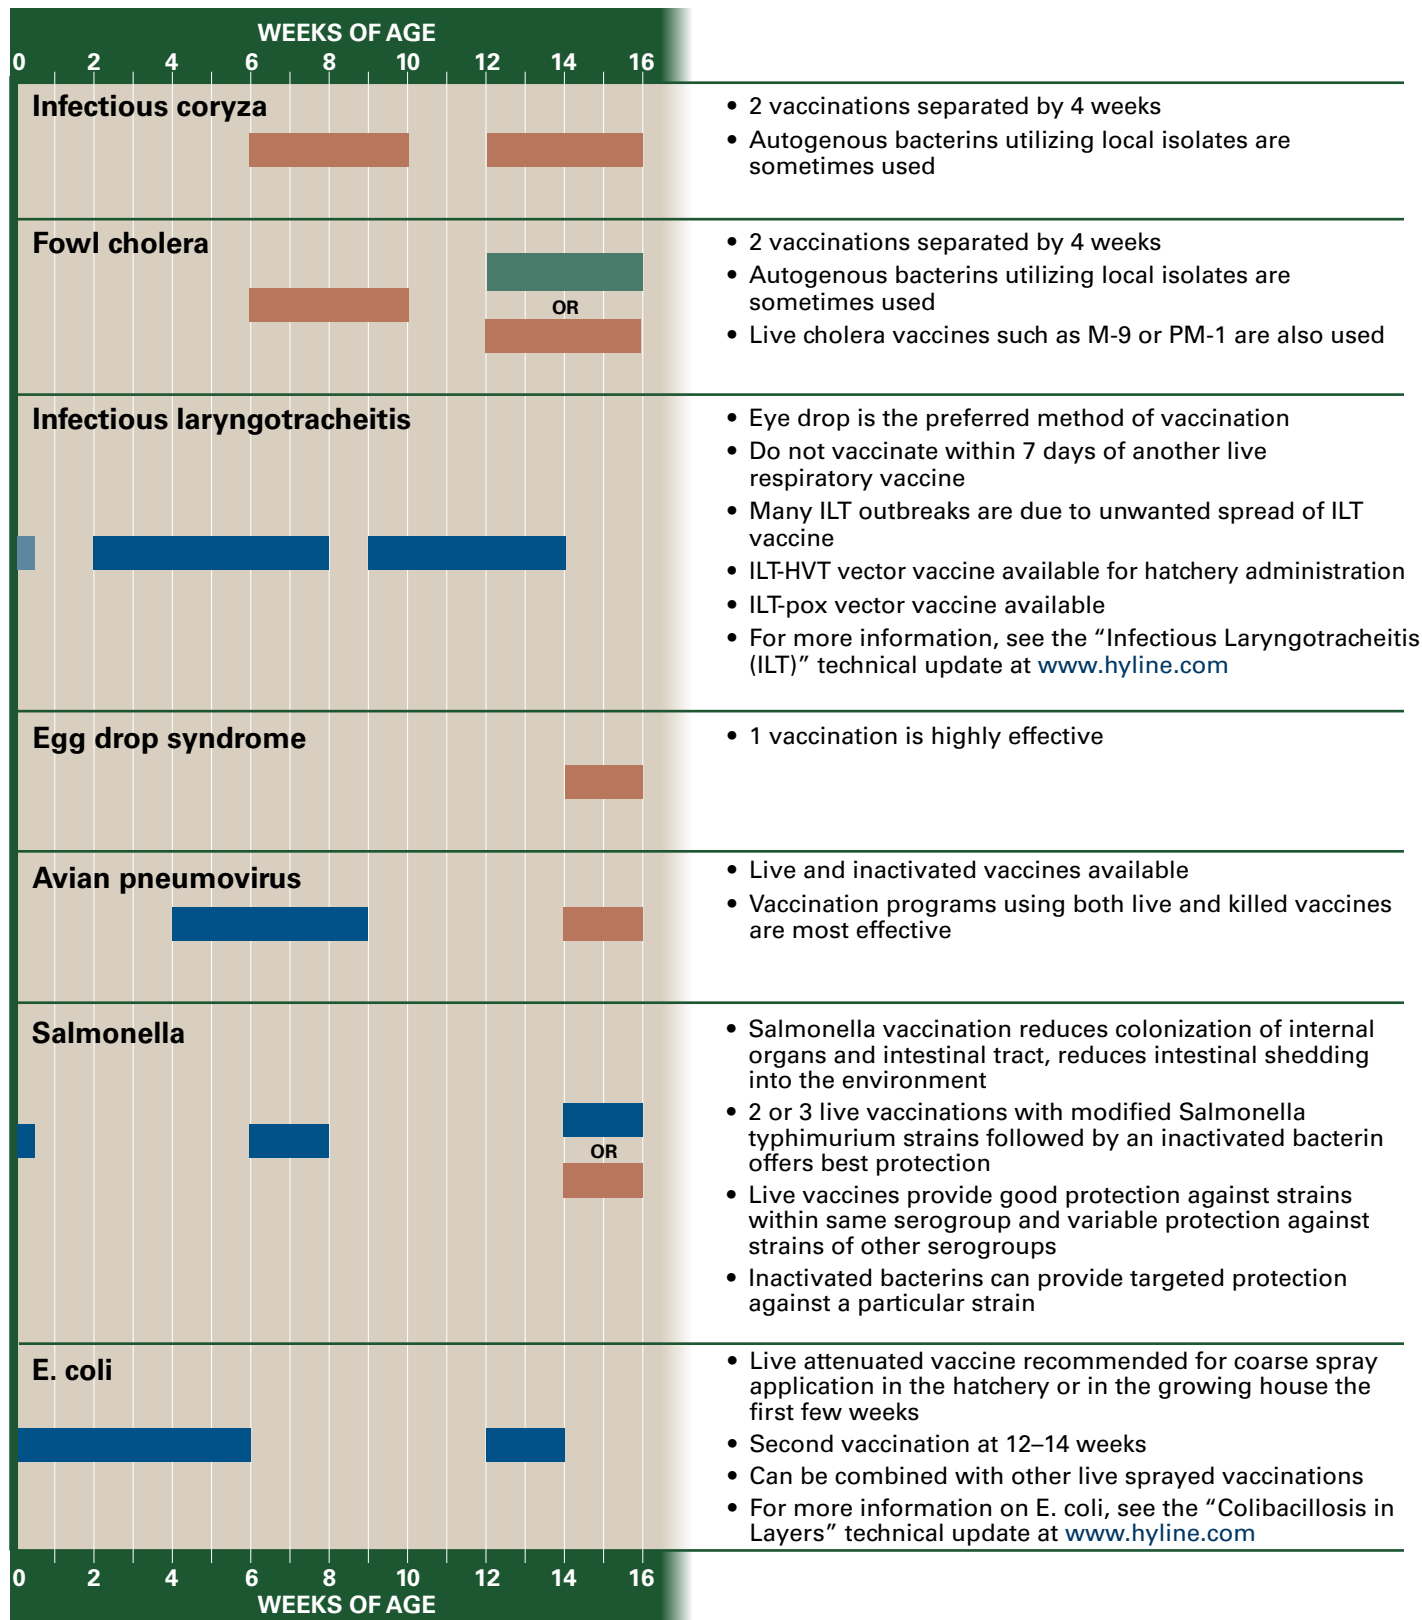 WEEKS OF AGE
0 2 4 6 8 10 12 14 16
Infectious coryza
• 2 vaccinations separated by 4 weeks
• Autogenous bacterins utilizing local isolates are
sometimes used
Fowl cholera
OR
• 2 vaccinations separated by 4 weeks
• Autogenous bacterins utilizing local isolates are
sometimes used
• Live cholera vaccines such as M-9 or PM-1 are also used
Infectious laryngotracheitis
• Eye drop is the preferred method of vaccination
• Do not vaccinate within 7 days of another live
respiratory vaccine
• Many ILT outbreaks are due to unwanted spread of ILT
vaccine
• ILT-HVT vector vaccine available for hatchery administration
• ILT-pox vector vaccine available
• For more information, see the “Infectious Laryngotracheitis
(ILT)” technical update at www.hyline.com
Egg drop syndrome
• 1 vaccination is highly effective
Avian pneumovirus
• Live and inactivated vaccines available
• Vaccination programs using both live and killed vaccines
are most effective
Salmonella
OR
• Salmonella vaccination reduces colonization of internal
organs and intestinal tract, reduces intestinal shedding
into the environment
• 2 or 3 live vaccinations with modified Salmonella
typhimurium strains followed by an inactivated bacterin
offers best protection
• Live vaccines provide good protection against strains
within same serogroup and variable protection against
strains of other serogroups
• Inactivated bacterins can provide targeted protection
against a particular strain
E. coli
• Live attenuated vaccine recommended for coarse spray
application in the hatchery or in the growing house the
first few weeks
• Second vaccination at 12–14 weeks
• Can be combined with other live sprayed vaccinations
• For more information on E. coli, see the “Colibacillosis in
Layers” technical update at www.hyline.com
0 2 4 6 8 10 12 14 16
WEEKS OF AGE